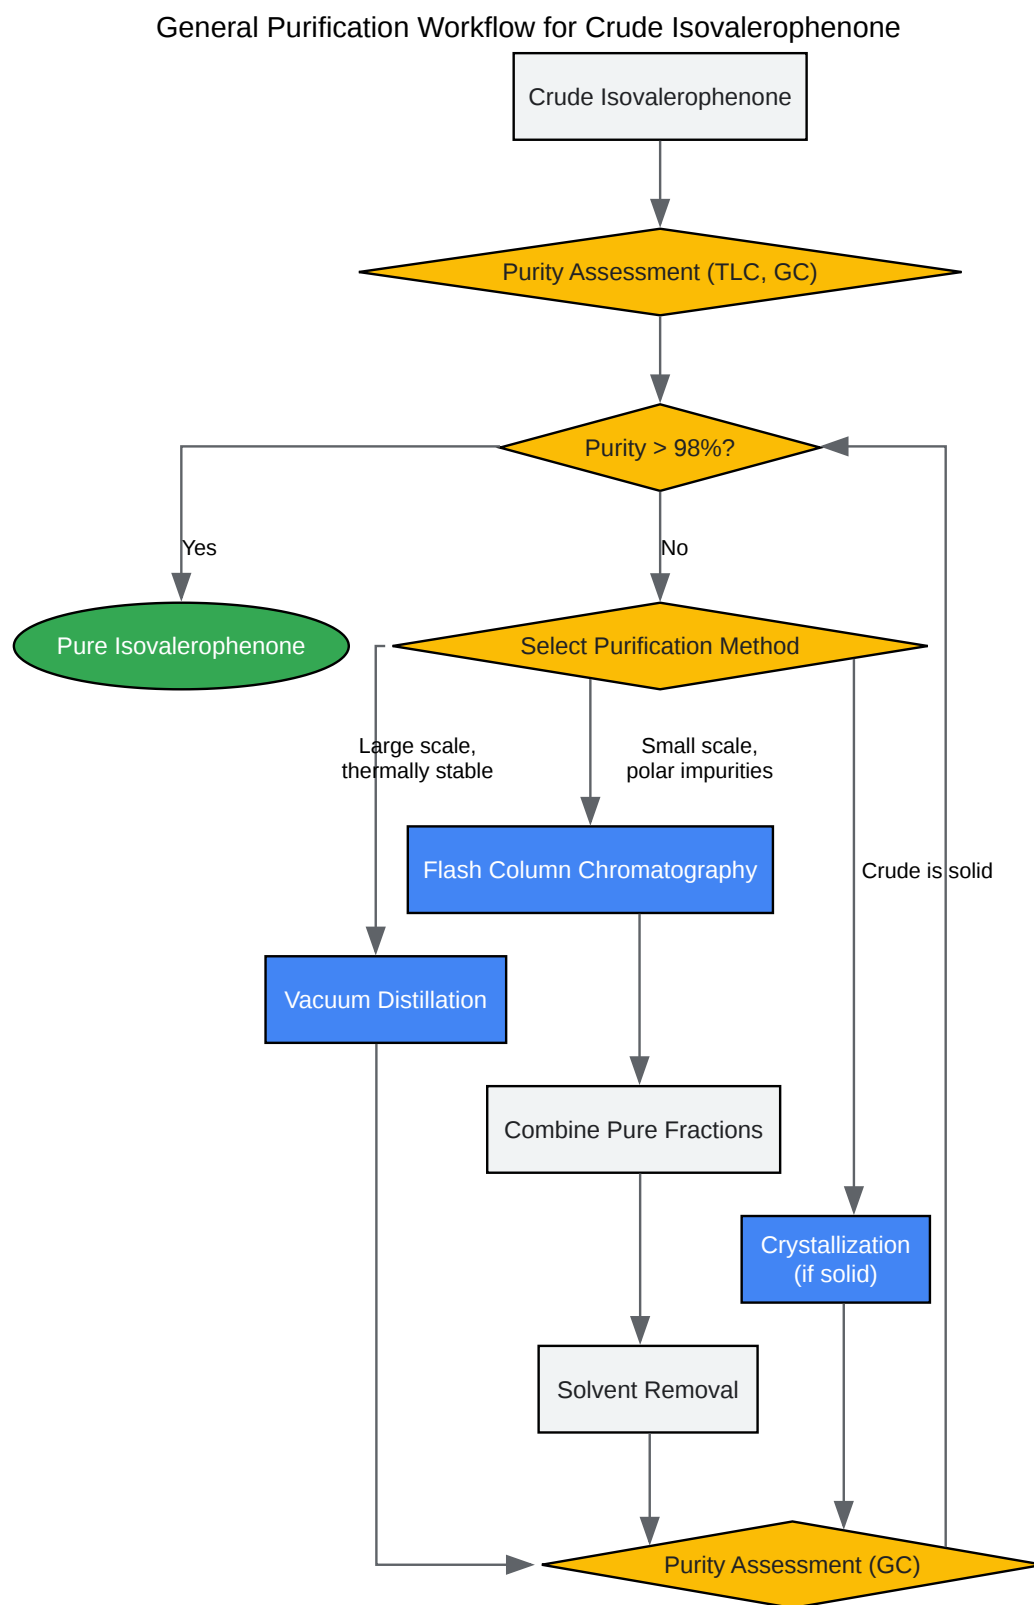 General Purification Workflow for Crude Isovalerophenone
Crude Isovalerophenone
Purity Assessment (TLC, GC)
Purity > 98%?
Yes
No
Pure Isovalerophenone
Select Purification Method
Large scale,
thermally stable
Small scale,
polar impurities
Flash Column Chromatography
Crude is solid
Vacuum Distillation
Combine Pure Fractions
Crystallization
(if solid)
Solvent Removal
Purity Assessment (GC)